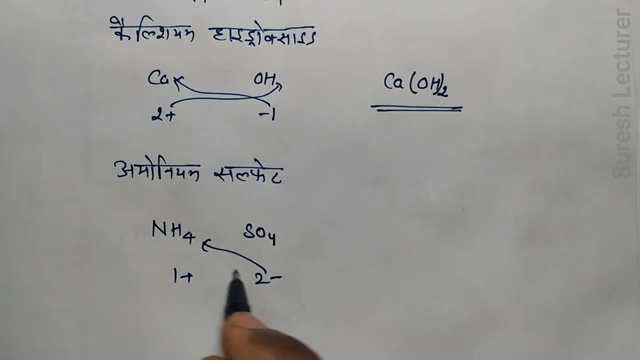 कैल्शियम हाइड्रोक्साइड
Ca OH Ca(OH)2
2+ -1
अमोनियम सल्फेट
NH4 SO4
1+ 2-
Suresh Lecturer